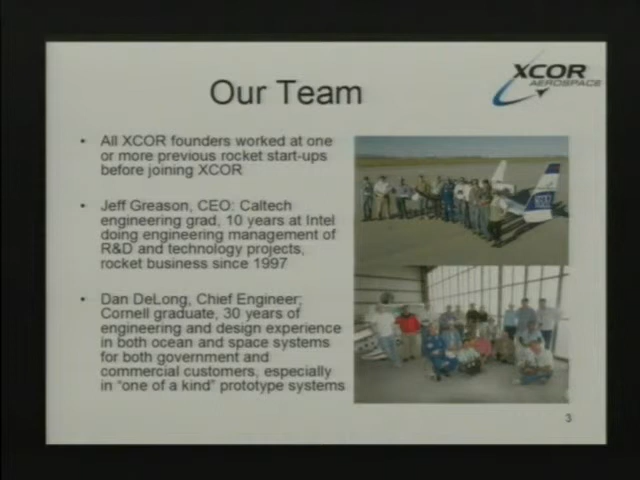 XCOR
AEROSPACE
Our Team
• All XCOR founders worked at one
or more previous rocket start-ups
before joining XCOR
• Jeff Greason, CEO: Caltech
engineering grad, 10 years at Intel
doing engineering management of
R&D and technology projects,
rocket business since 1997
• Dan DeLong, Chief Engineer;
Cornell graduate, 30 years of
engineering and design experience
in both ocean and space systems
for both government and
commercial customers, especially
in “one of a kind” prototype systems
3